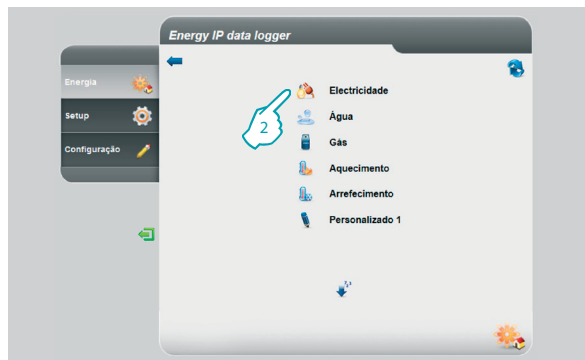 Energy IP data logger
Energia
Setup
Configuração
Electricidade
Água
Gás
Aquecimento
Arrefecimento
Personalizado 1
2